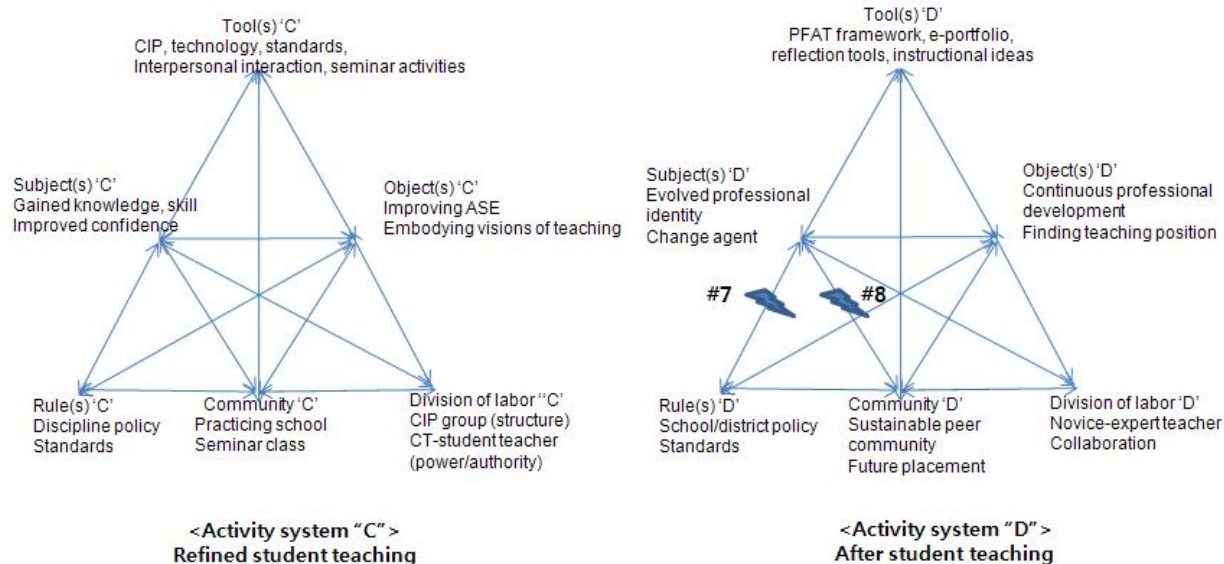 Tool(s) ‘C’
CIP, technology, standards,
Interpersonal interaction, seminar activities
Subject(s) ‘C’
Gained knowledge, skill
Improved confidence
Object(s) ‘C’
Improving ASE
Embodying visions of teaching
Rule(s) ‘C’
Discipline policy
Standards
Community ‘C’
Practicing school
Seminar class
Division of labor ‘‘C’
CIP group (structure)
CT-student teacher
(power/authority)
<Activity system “C”>
Refined student teaching
Tool(s) ‘D’
PFAT framework, e-portfolio,
reflection tools, instructional ideas
Subject(s) ‘D’
Evolved professional
identity
Change agent
Object(s) ‘D’
Continuous professional
development
Finding teaching position
#7
#8
Rule(s) ‘D’
School/district policy
Standards
Community ‘D’
Sustainable peer
community
Future placement
Division of labor ‘D’
Novice-expert teacher
Collaboration
<Activity system “D”>
After student teaching